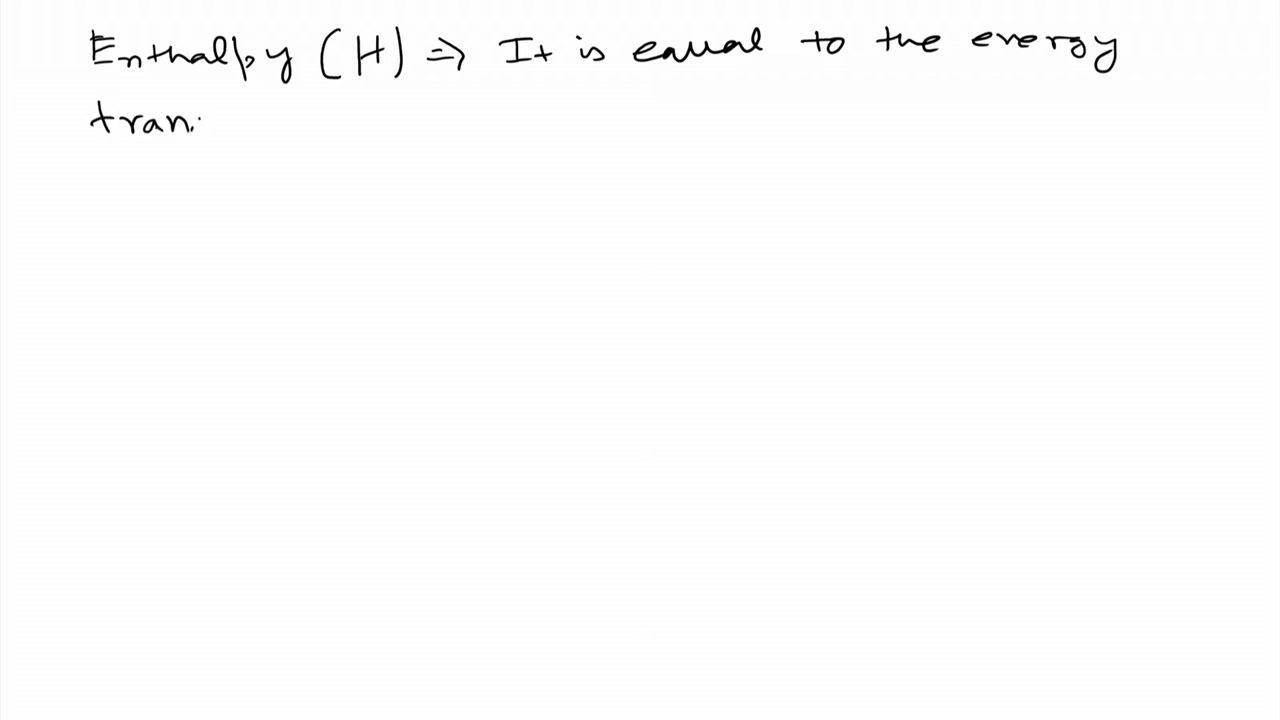 Enthalpy (H) ⇒ It is equal to the energy
tran